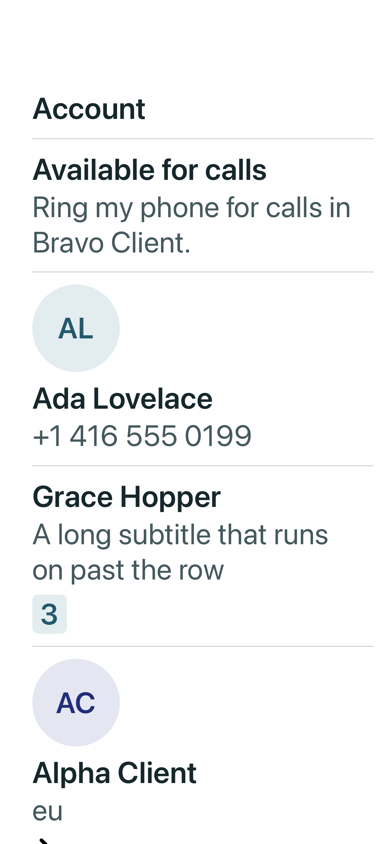 Account
Available for calls
Ring my phone for calls in
Bravo Client.
AL
Ada Lovelace
+1 416 555 0199
Grace Hopper
A long subtitle that runs
on past the row
3
AC
Alpha Client
eu